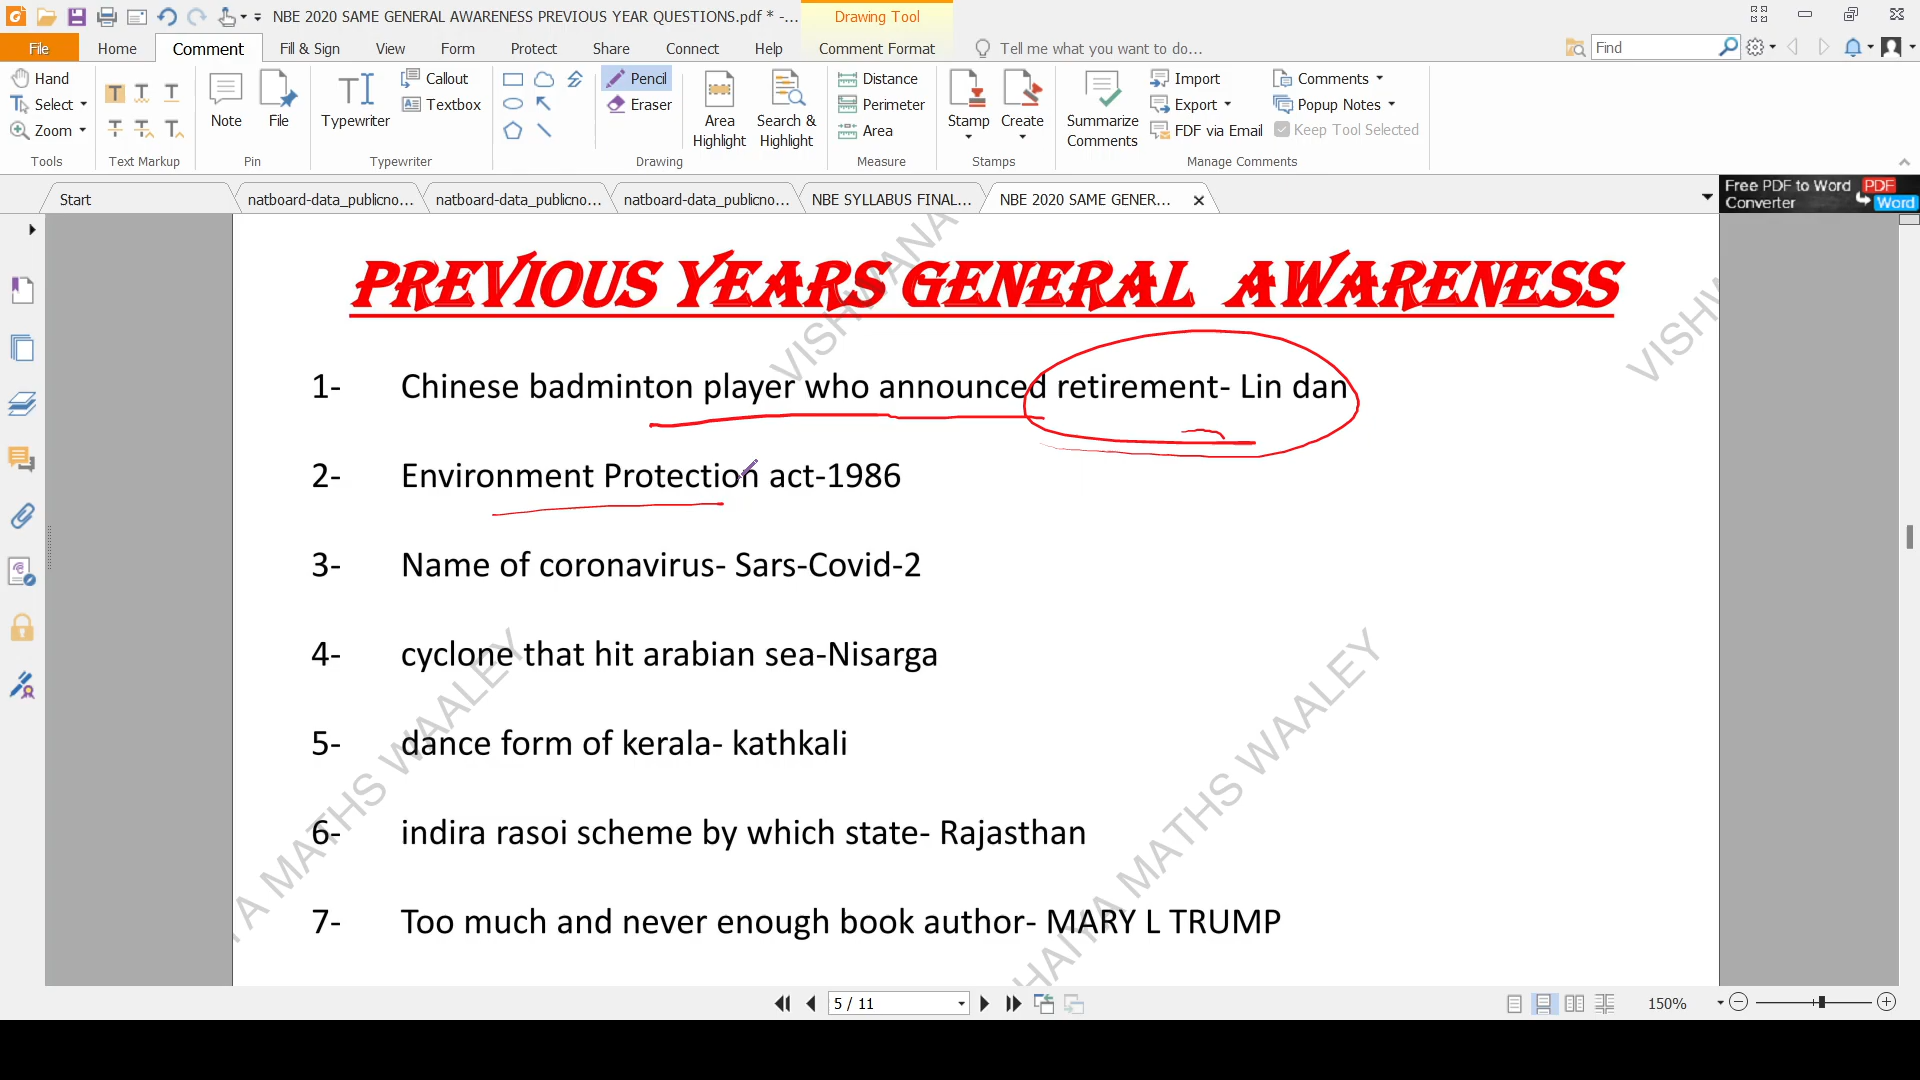 NBE 2020 SAME GENERAL AWARENESS PREVIOUS YEAR QUESTIONS.pdf * -...
Drawing Tool
File Home Comment Fill & Sign View Form Protect Share Connect Help Comment Format Tell me what you want to do... Find
Hand
Select
Zoom
Tools
Text Markup
Note
File
Pin
Typewriter
Callout
Textbox
Typewriter
Pencil
Eraser
Area Highlight
Search & Highlight
Drawing
Distance
Perimeter
Area
Measure
Stamp
Create
Stamps
Summarize Comments
Import
Export
FDF via Email
Comments
Popup Notes
Keep Tool Selected
Manage Comments
Start natboard-data_publicno... natboard-data_publicno... natboard-data_publicno... NBE SYLLABUS FINAL... NBE 2020 SAME GENER...
Free PDF to Word Converter PDF Word
PREVIOUS YEARS GENERAL AWARENESS
1- Chinese badminton player who announced retirement- Lin dan
2- Environment Protection act-1986
3- Name of coronavirus- Sars-Covid-2
4- cyclone that hit arabian sea-Nisarga
5- dance form of kerala- kathkali
6- indira rasoi scheme by which state- Rajasthan
7- Too much and never enough book author- MARY L TRUMP
VISHWANA
VISHW
YA MATHS WAALEY
HAIYA MATHS WAALEY
5 / 11
150%